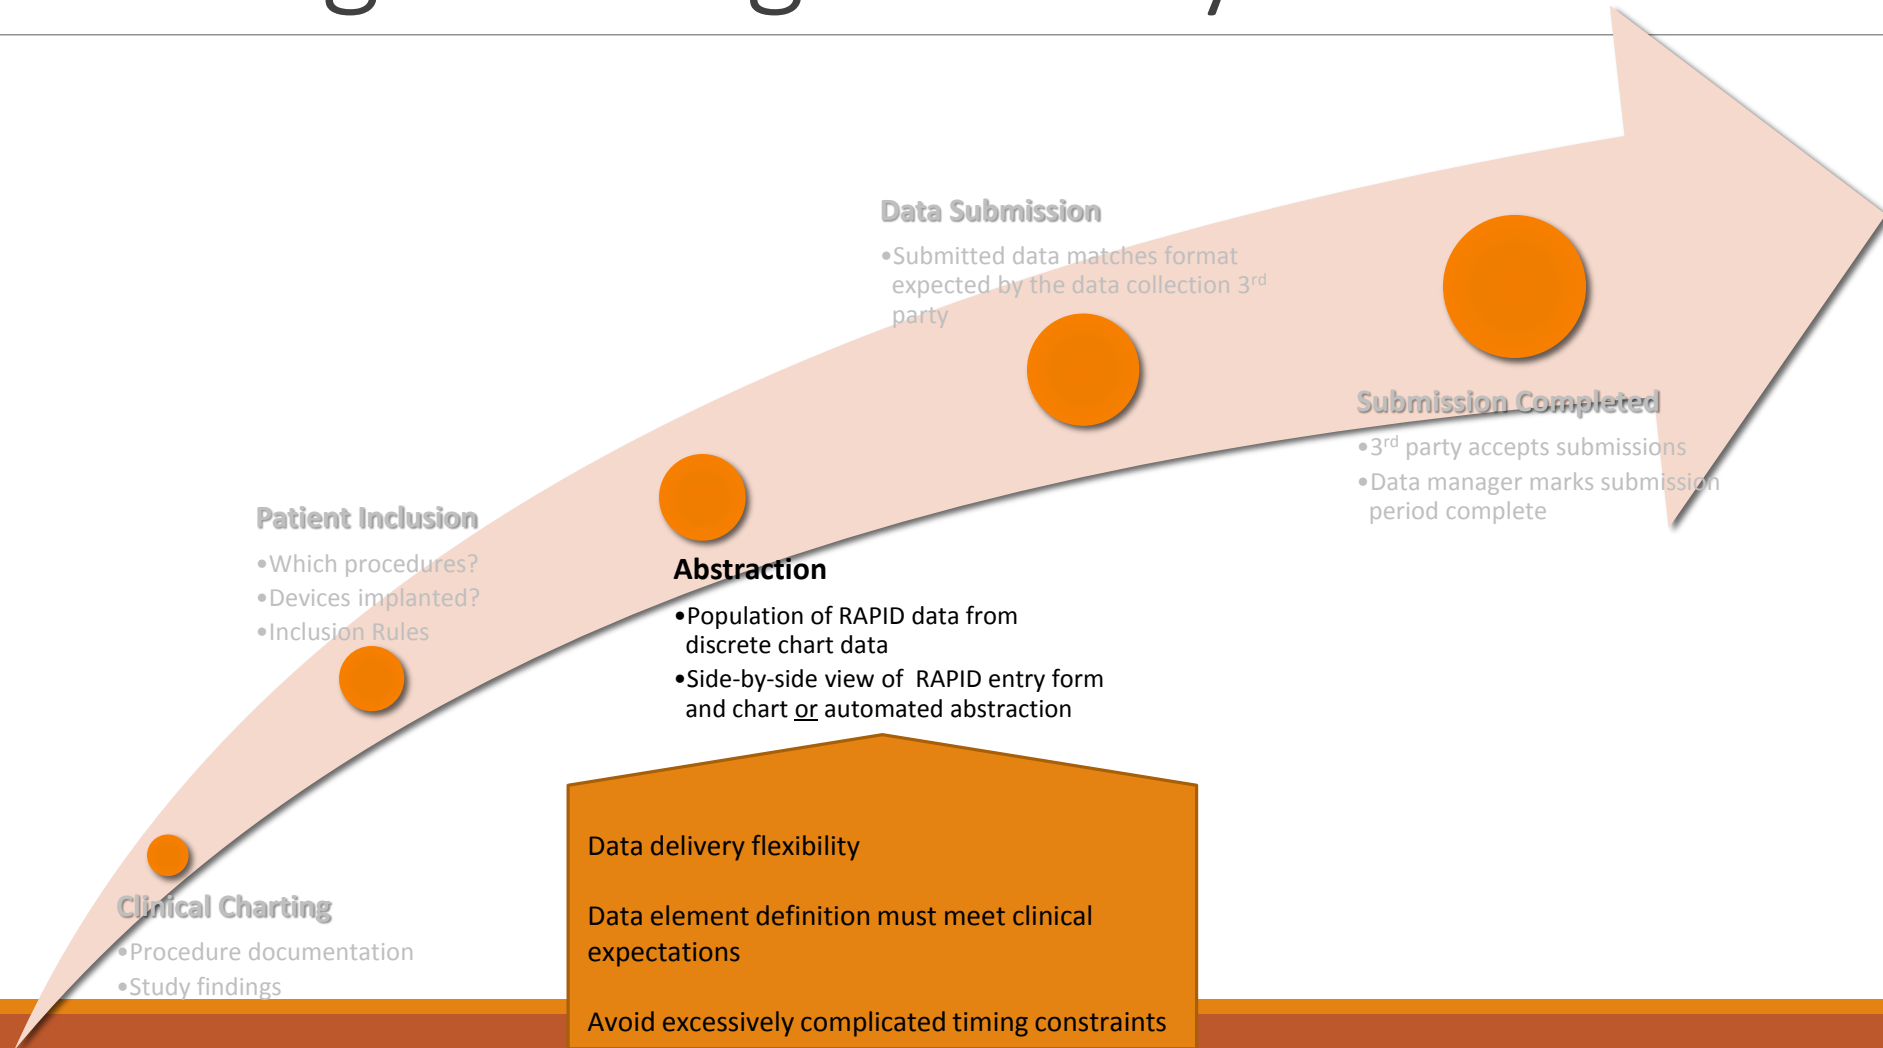 Data Submission
•Submitted data matches format
expected by the data collection 3rd
party
Submission Completed
•3rd party accepts submissions
•Data manager marks submission
period complete
Patient Inclusion
•Which procedures?
•Devices implanted?
•Inclusion Rules
Abstraction
•Population of RAPID data from
discrete chart data
•Side-by-side view of RAPID entry form
and chart or automated abstraction
Clinical Charting
•Procedure documentation
•Study findings
Data delivery flexibility
Data element definition must meet clinical
expectations
Avoid excessively complicated timing constraints